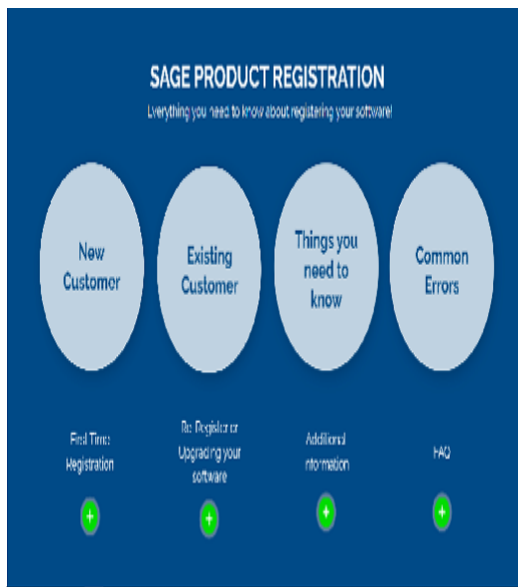 SAGE PRODUCT REGISTRATION
Everything you need to know about registering your software!
New
Customer
Existing
Customer
Things you
need to
know
Common
Errors
First Time
Registration
Re-Register or
Upgrading your
software
Additional
Information
FAQ
+
+
+
+